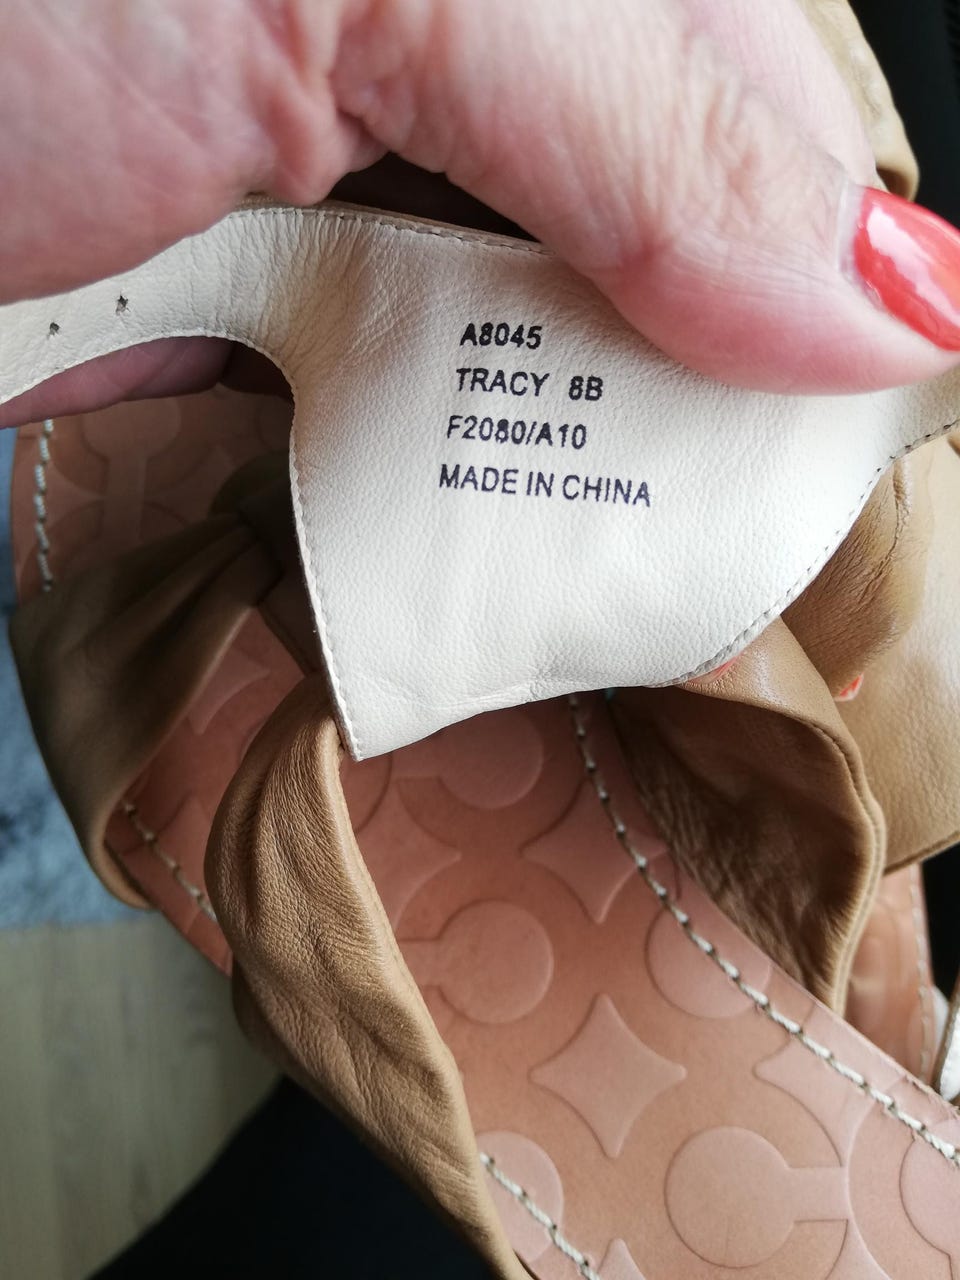 A8045
TRACY 8B
F2080/A10
MADE IN CHINA